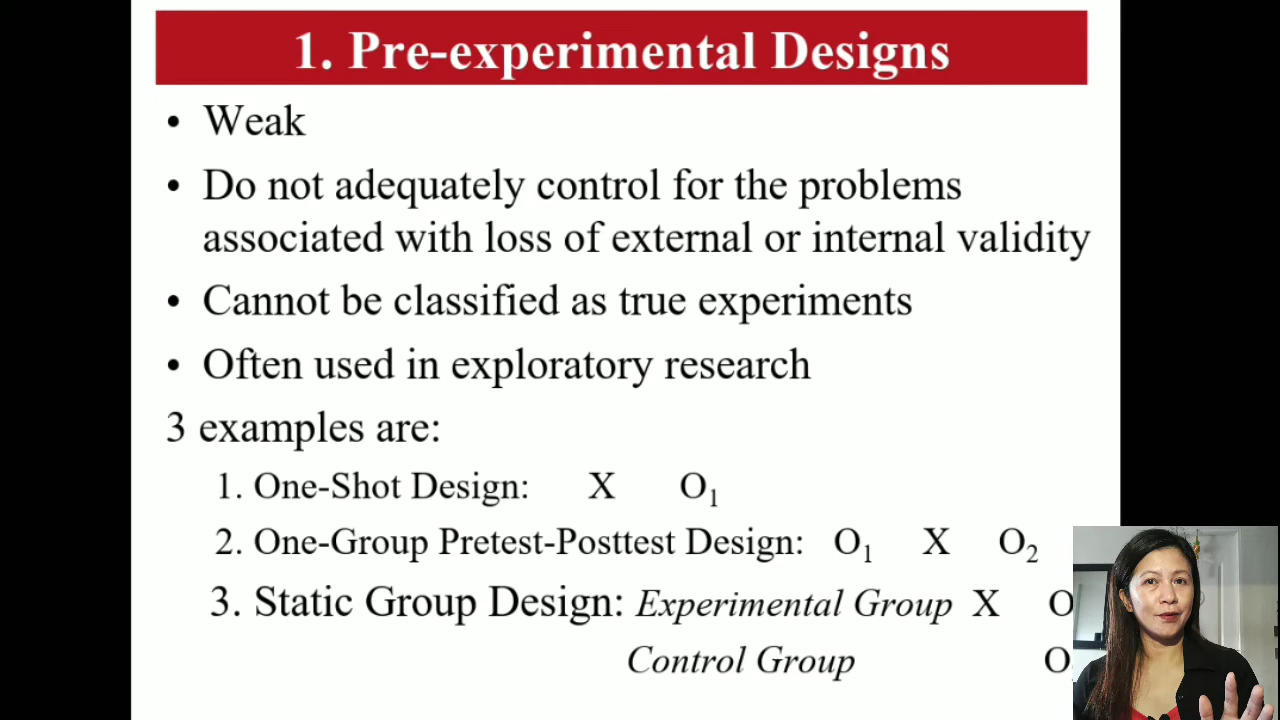 1. Pre-experimental Designs
• Weak
• Do not adequately control for the problems
associated with loss of external or internal validity
• Cannot be classified as true experiments
• Often used in exploratory research
3 examples are:
1. One-Shot Design: X O₁
2. One-Group Pretest-Posttest Design: O₁ X O₂
3. Static Group Design: Experimental Group X O
Control Group O